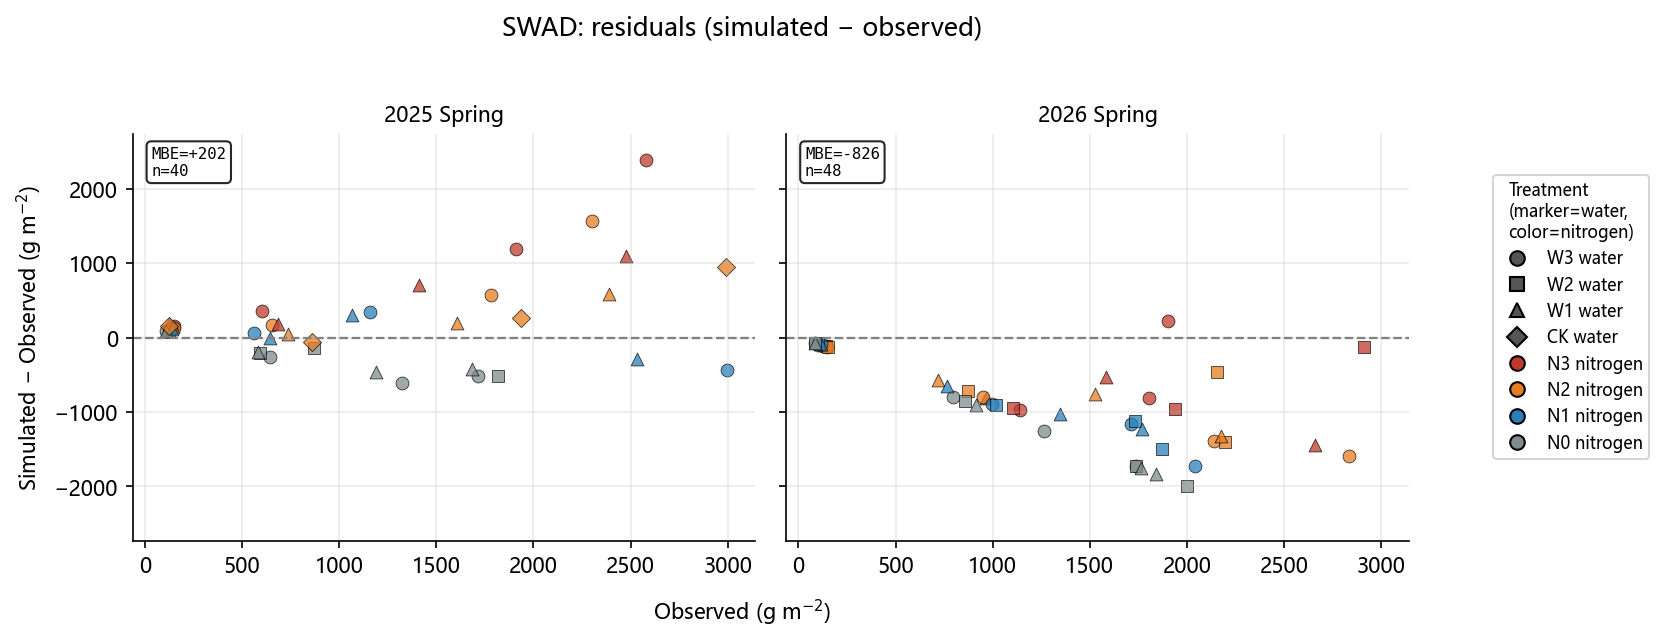 SWAD: residuals (simulated − observed)
2025 Spring
2026 Spring
MBE=+202
n=40
MBE=-826
n=48
Simulated − Observed (g m⁻²)
2000
1000
0
−1000
−2000
0 500 1000 1500 2000 2500 3000
0 500 1000 1500 2000 2500 3000
Observed (g m⁻²)
Treatment
(marker=water,
color=nitrogen)
W3 water
W2 water
W1 water
CK water
N3 nitrogen
N2 nitrogen
N1 nitrogen
N0 nitrogen